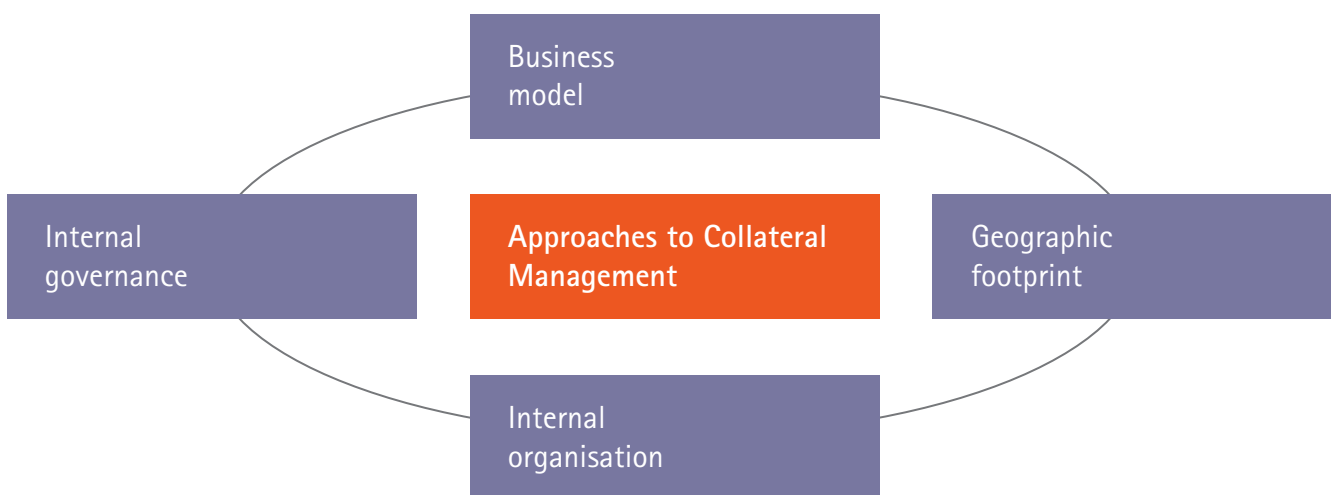 Business
model
Internal
governance
Approaches to Collateral
Management
Geographic
footprint
Internal
organisation